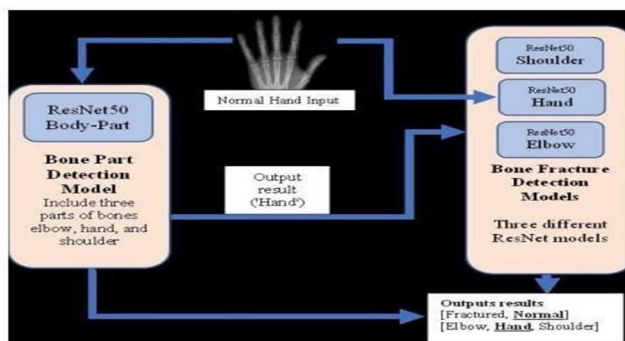 Normal Hand Input
ResNet50
Body-Part
Bone Part
Detection
Model
Include three
parts of bones
elbow, hand, and
shoulder
Output
result
('Hand')
ResNet50
Shoulder
ResNet50
Hand
ResNet50
Elbow
Bone Fracture
Detection
Models
Three different
ResNet models
Outputs results
[Fractured, Normal]
[Elbow, Hand, Shoulder]